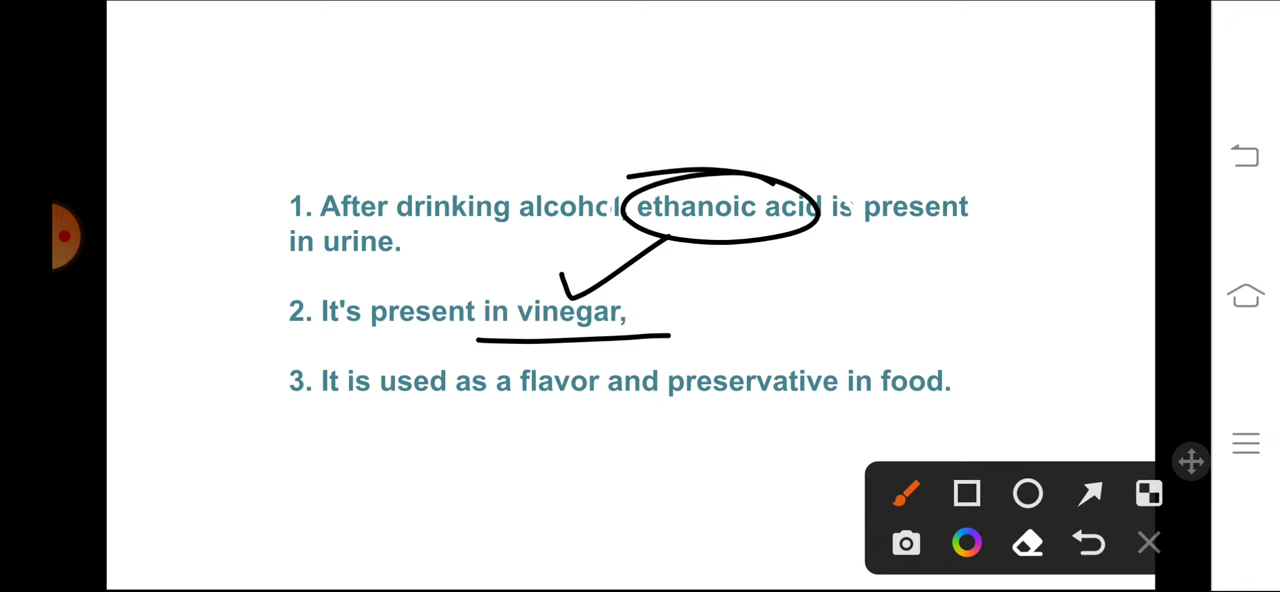 1. After drinking alcohol, ethanoic acid is present
in urine.
2. It's present in vinegar,
3. It is used as a flavor and preservative in food.